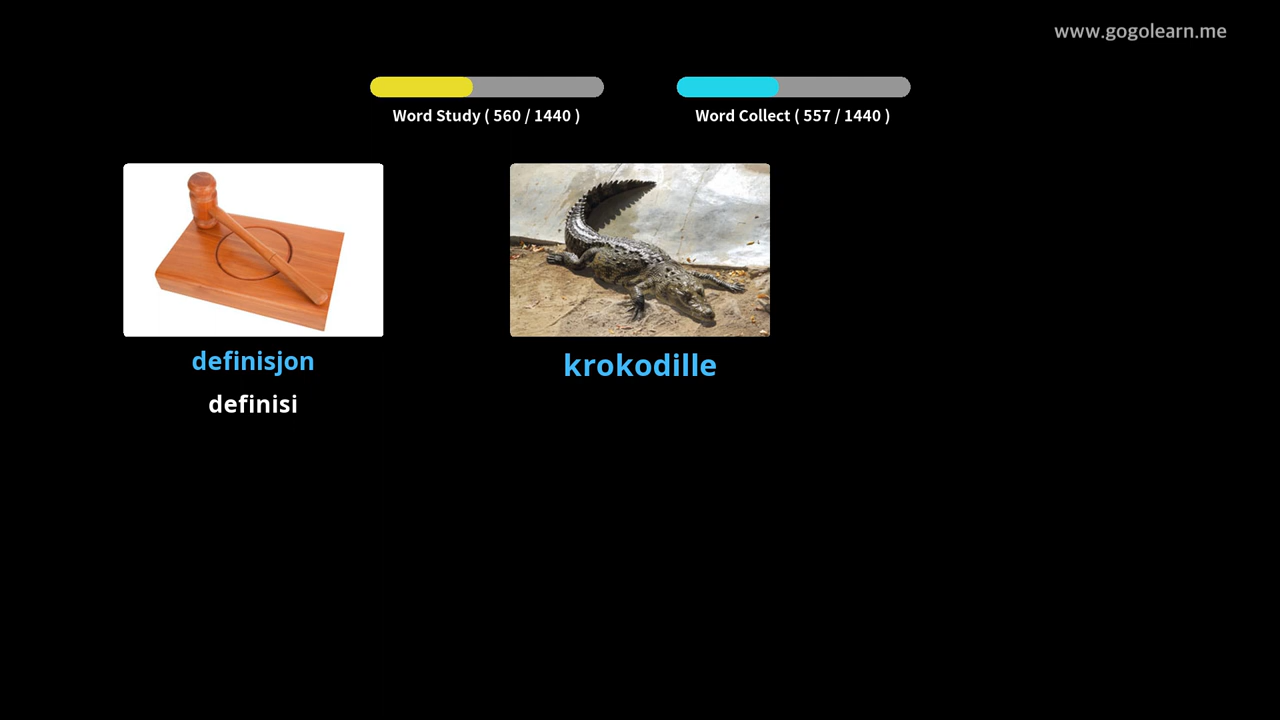 www.gogolearn.me
Word Study ( 560 / 1440 )
Word Collect ( 557 / 1440 )
definisjon
definisi
krokodille